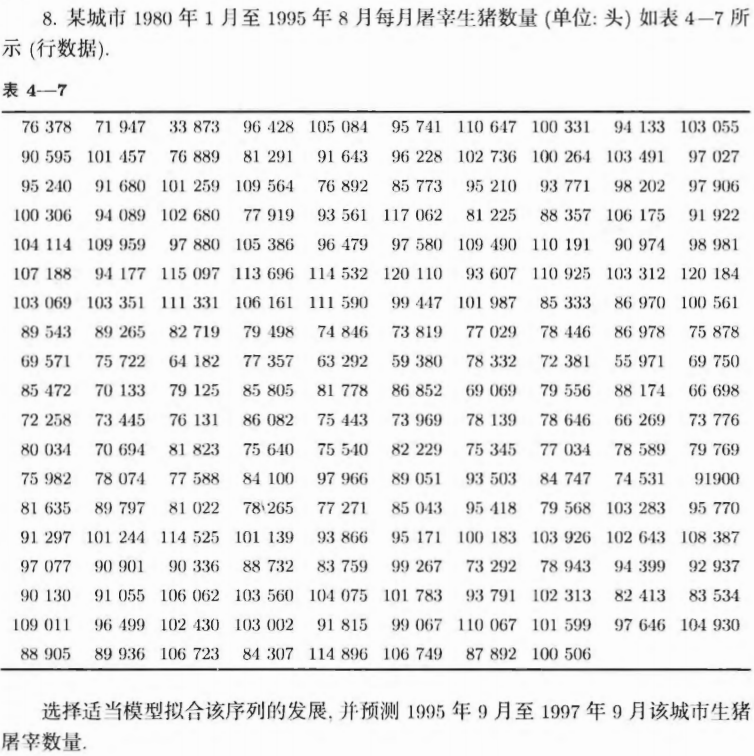 8. 某城市 1980 年 1 月至 1995 年 8 月每月屠宰生猪数量 (单位: 头) 如表 4—7 所
示 (行数据).
表 4—7
76 378 71 947 33 873 96 428 105 084 95 741 110 647 100 331 94 133 103 055
90 595 101 457 76 889 81 291 91 643 96 228 102 736 100 264 103 491 97 027
95 240 91 680 101 259 109 564 76 892 85 773 95 210 93 771 98 202 97 906
100 306 94 089 102 680 77 919 93 561 117 062 81 225 88 357 106 175 91 922
104 114 109 959 97 880 105 386 96 479 97 580 109 490 110 191 90 974 98 981
107 188 94 177 115 097 113 696 114 532 120 110 93 607 110 925 103 312 120 184
103 069 103 351 111 331 106 161 111 590 99 447 101 987 85 333 86 970 100 561
89 543 89 265 82 719 79 498 74 846 73 819 77 029 78 446 86 978 75 878
69 571 75 722 64 182 77 357 63 292 59 380 78 332 72 381 55 971 69 750
85 472 70 133 79 125 85 805 81 778 86 852 69 069 79 556 88 174 66 698
72 258 73 445 76 131 86 082 75 443 73 969 78 139 78 646 66 269 73 776
80 034 70 694 81 823 75 640 75 540 82 229 75 345 77 034 78 589 79 769
75 982 78 074 77 588 84 100 97 966 89 051 93 503 84 747 74 531 91900
81 635 89 797 81 022 78\265 77 271 85 043 95 418 79 568 103 283 95 770
91 297 101 244 114 525 101 139 93 866 95 171 100 183 103 926 102 643 108 387
97 077 90 901 90 336 88 732 83 759 99 267 73 292 78 943 94 399 92 937
90 130 91 055 106 062 103 560 104 075 101 783 93 791 102 313 82 413 83 534
109 011 96 499 102 430 103 002 91 815 99 067 110 067 101 599 97 646 104 930
88 905 89 936 106 723 84 307 114 896 106 749 87 892 100 506
选择适当模型拟合该序列的发展, 并预测 1995 年 9 月至 1997 年 9 月该城市生猪
屠宰数量.